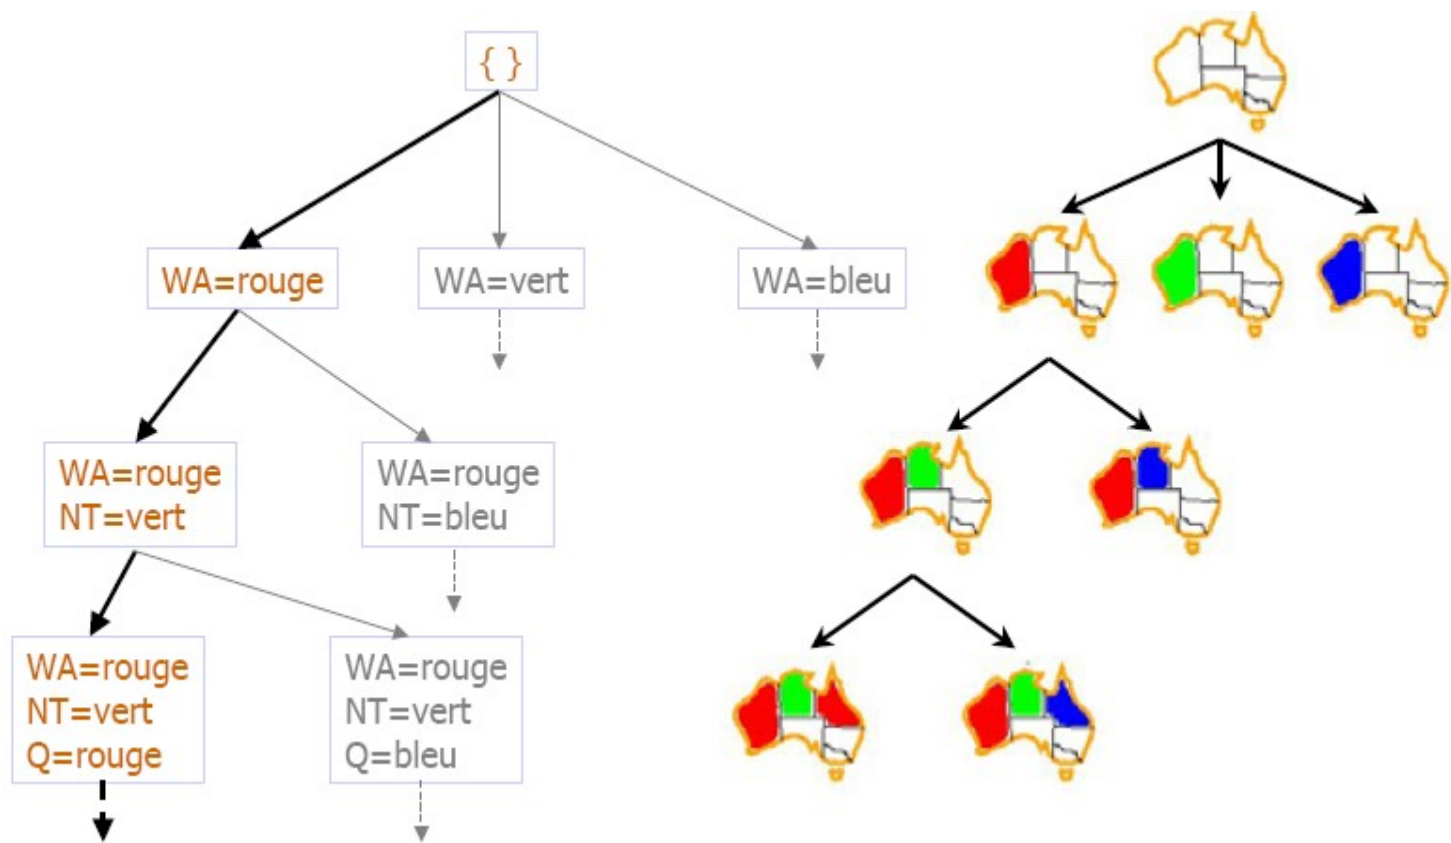 { }
WA=rouge
WA=vert
WA=bleu
WA=rouge
NT=vert
WA=rouge
NT=bleu
WA=rouge
NT=vert
Q=rouge
WA=rouge
NT=vert
Q=bleu